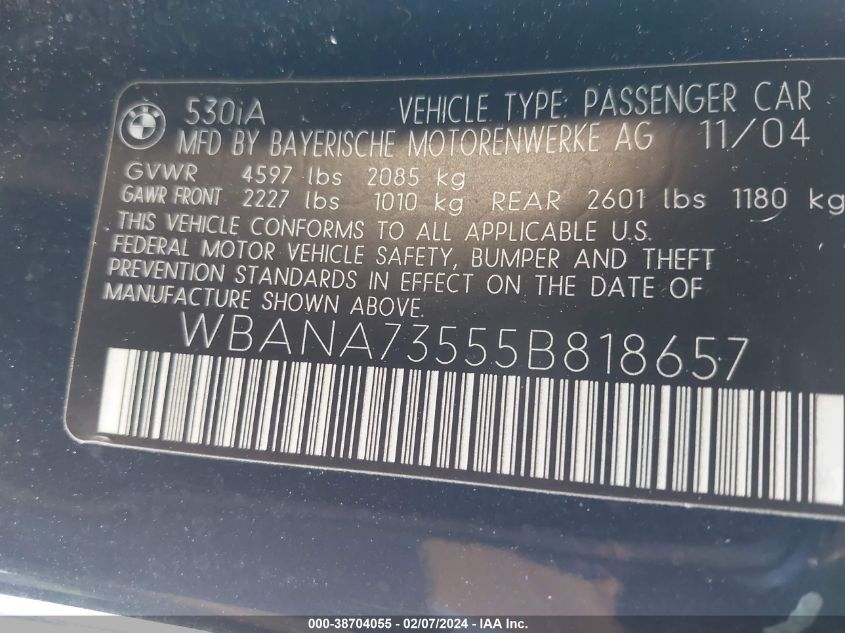 530iA VEHICLE TYPE: PASSENGER CAR
MFD BY BAYERISCHE MOTORENWERKE AG 11/04
GVWR 4597 lbs 2085 kg
GAWR FRONT 2227 lbs 1010 kg REAR 2601 lbs 1180 kg
THIS VEHICLE CONFORMS TO ALL APPLICABLE U.S.
FEDERAL MOTOR VEHICLE SAFETY, BUMPER AND THEFT
PREVENTION STANDARDS IN EFFECT ON THE DATE OF
MANUFACTURE SHOWN ABOVE.
WBANA73555B818657
000-38704055 - 02/07/2024 - IAA Inc.